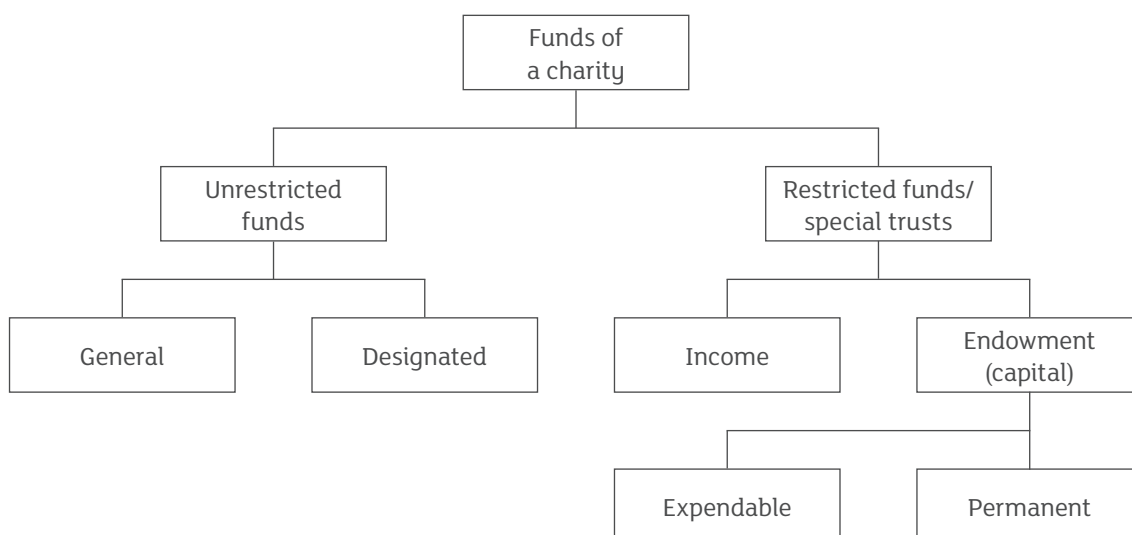 Funds of
a charity
Unrestricted
funds
Restricted funds/
special trusts
General
Designated
Income
Endowment
(capital)
Expendable
Permanent